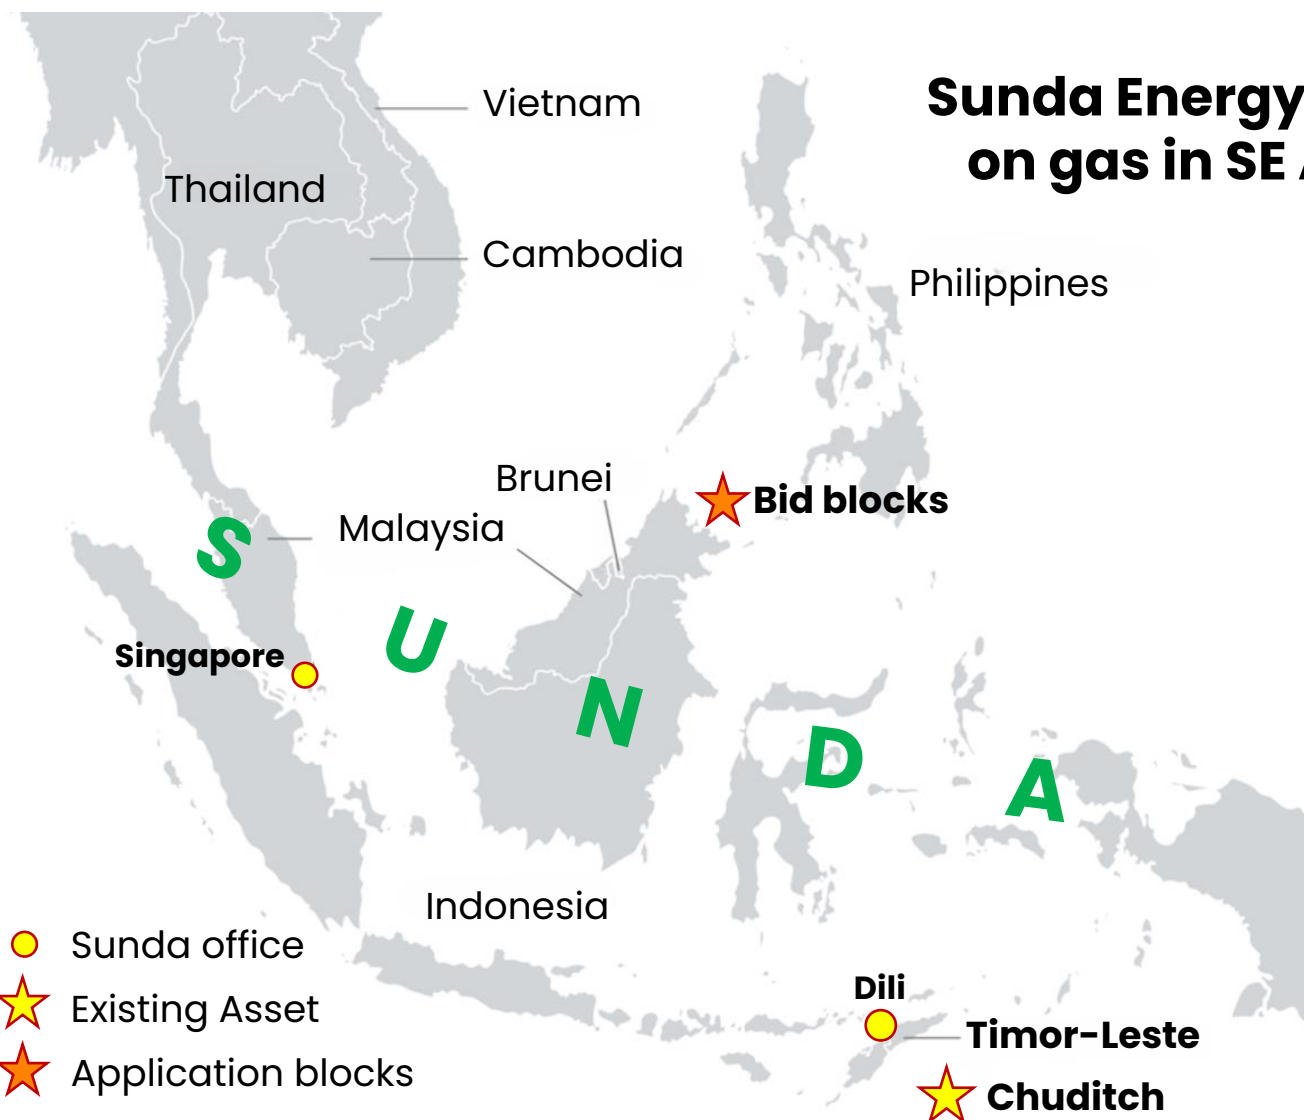 Sunda Energy
on gas in SE
Vietnam
Thailand
Cambodia
Philippines
Brunei
Bid blocks
Malaysia
S U N D A
Singapore
Indonesia
Sunda office
Existing Asset
Application blocks
Dili
Timor-Leste
Chuditch